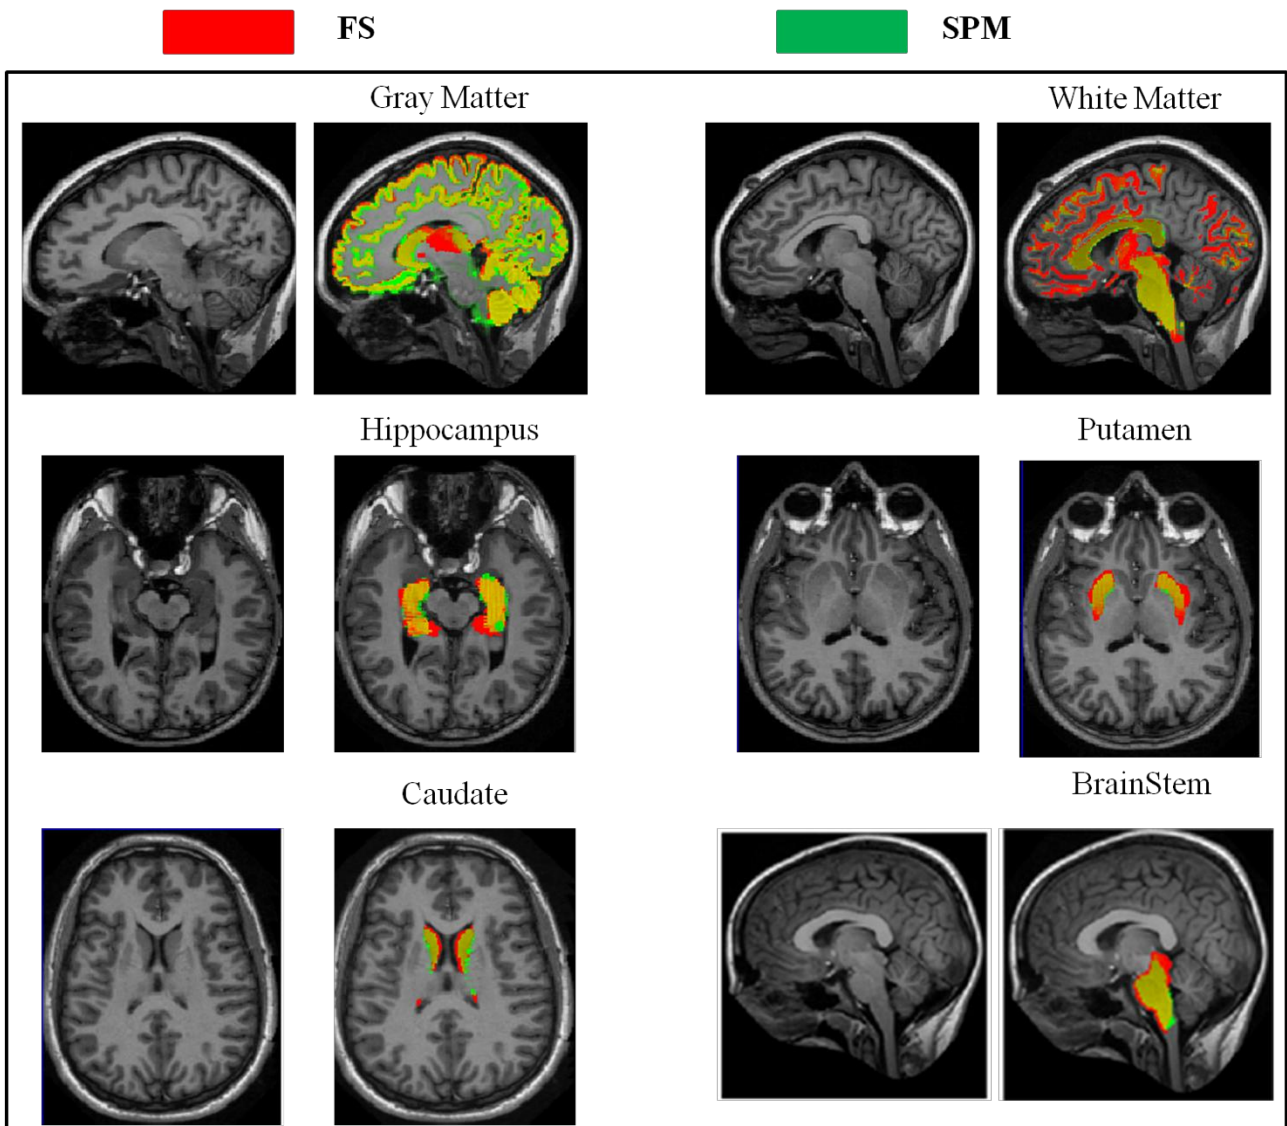 FS
SPM
Gray Matter
White Matter
Hippocampus
Putamen
Caudate
BrainStem